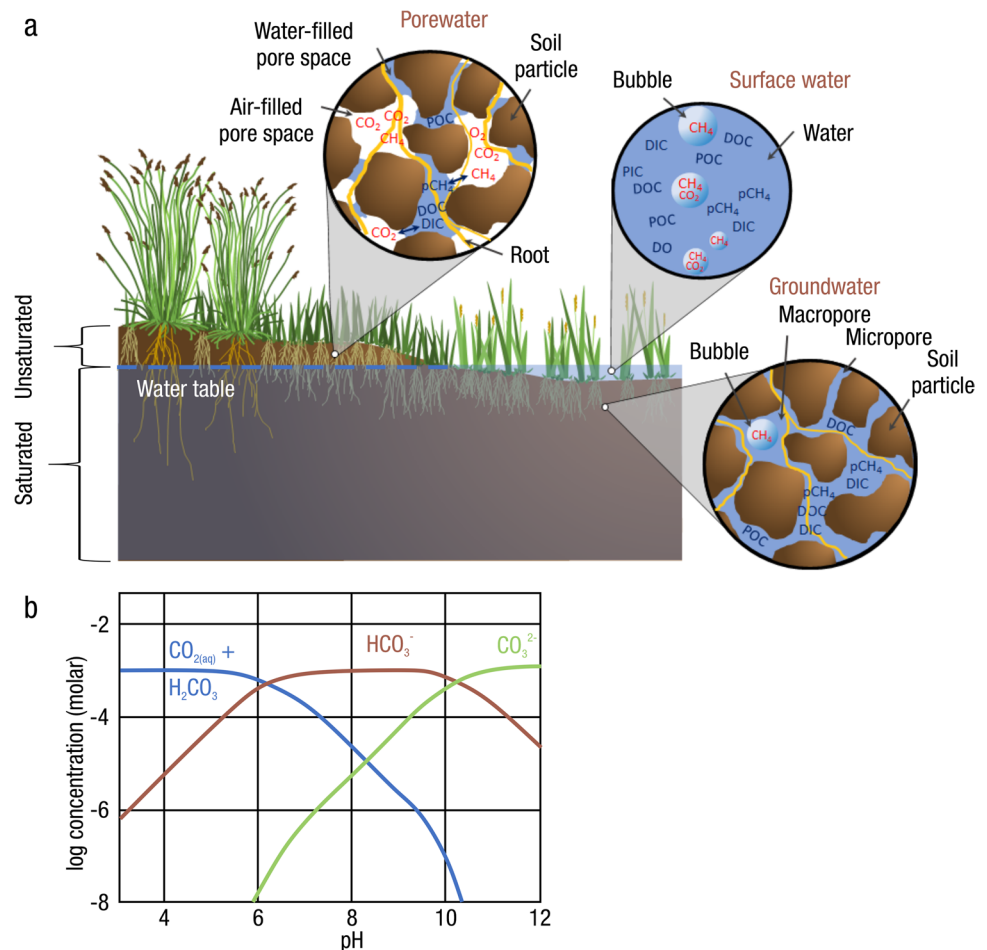 a
Porewater
Water-filled
pore space
Soil
particle
Air-filled
pore space
CO₂
CO₂
CH₄
POC
O₂
CO₂
CH₄
pCH₄
DOC
DIC
CO₂
Root
Surface water
Bubble
Water
CH₄
DOC
DIC
POC
PIC
DOC
CH₄
CO₂
pCH₄
pCH₄
POC
DIC
DO
CH₄
CH₄
CO₂
Groundwater
Macropore
Micropore
Bubble
Soil
particle
CH₄
DOC
pCH₄
DIC
pCH₄
DOC
DIC
POC
Unsaturated
Saturated
Water table
b
log concentration (molar)
-2
-4
-6
-8
CO₂₍aq₎ +
H₂CO₃
HCO₃⁻
CO₃²⁻
4
6
8
10
12
pH